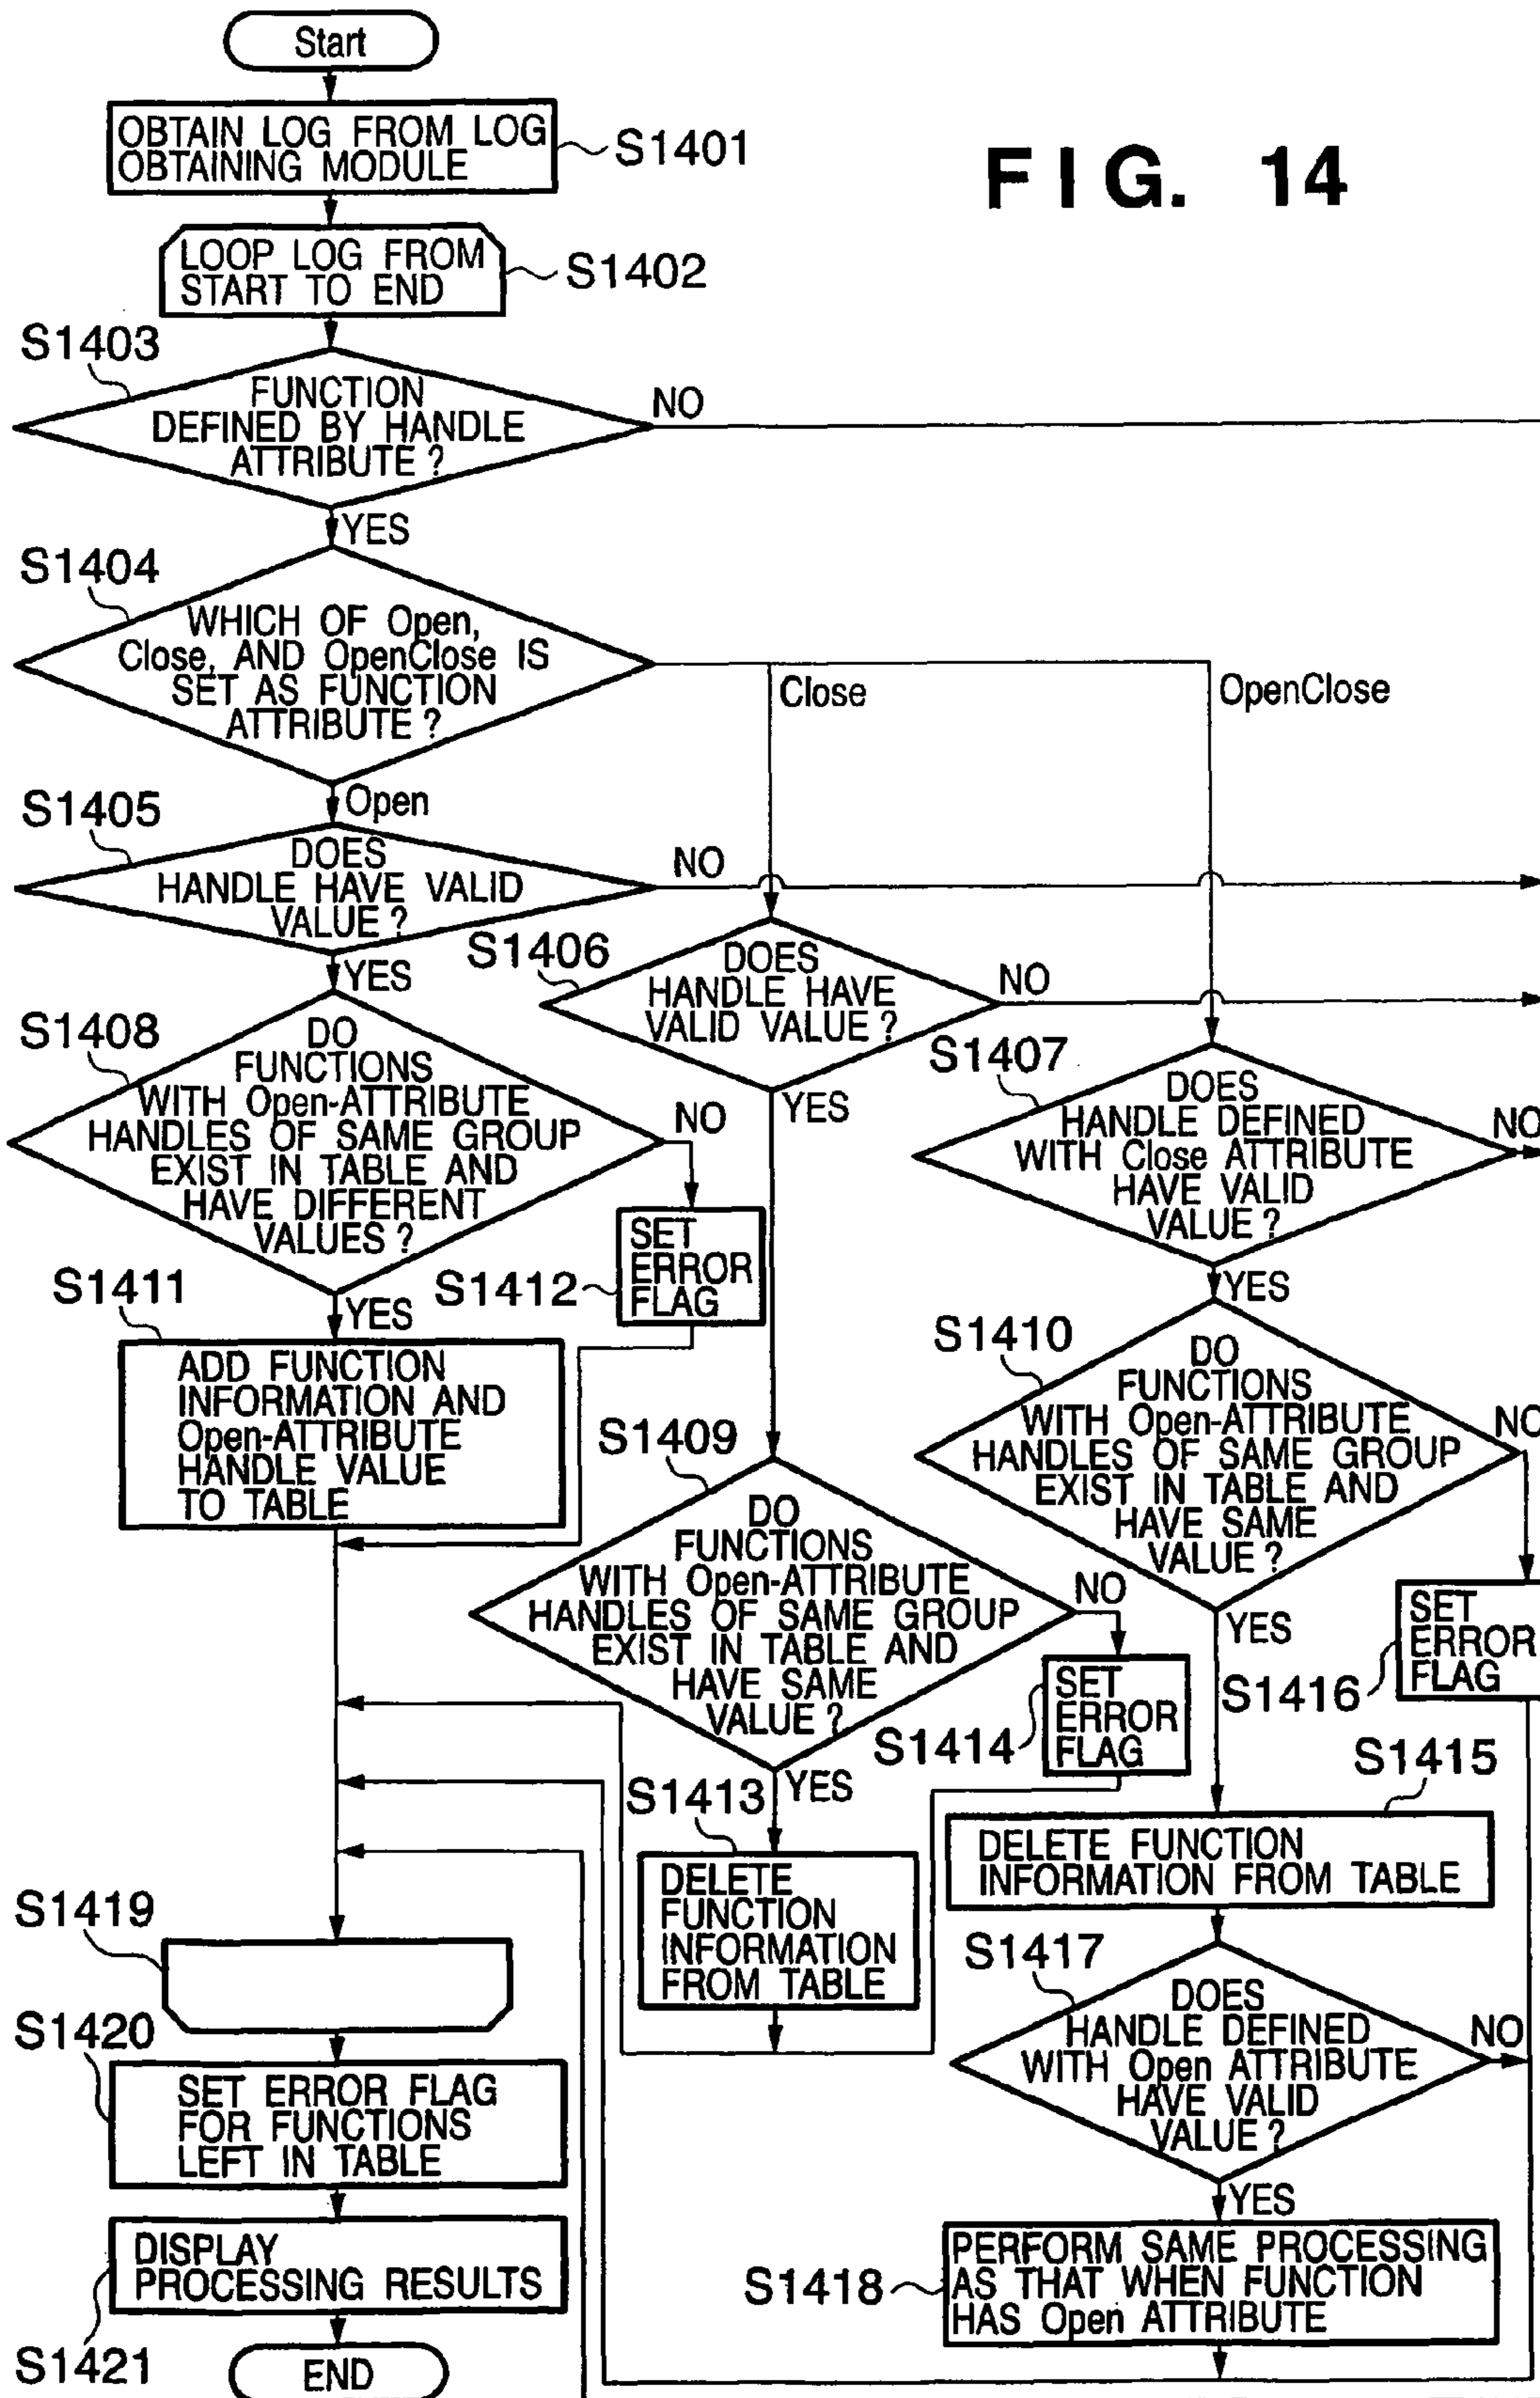 Start
OBTAIN LOG FROM LOG
OBTAINING MODULE
S1401
FIG. 14
LOOP LOG FROM
START TO END
S1402
S1403
FUNCTION
DEFINED BY HANDLE
ATTRIBUTE?
NO
YES
S1404
WHICH OF Open,
Close, AND OpenClose IS
SET AS FUNCTION
ATTRIBUTE?
Close
OpenClose
Open
S1405
DOES
HANDLE HAVE VALID
VALUE?
NO
YES
S1406
DOES
HANDLE HAVE
VALID VALUE?
NO
YES
S1407
DOES
HANDLE DEFINED
WITH Close ATTRIBUTE
HAVE VALID
VALUE?
NO
YES
S1408
DO
FUNCTIONS
WITH Open-ATTRIBUTE
HANDLES OF SAME GROUP
EXIST IN TABLE AND
HAVE DIFFERENT
VALUES?
NO
YES
S1412
SET
ERROR
FLAG
S1411
ADD FUNCTION
INFORMATION AND
Open-ATTRIBUTE
HANDLE VALUE
TO TABLE
S1409
DO
FUNCTIONS
WITH Open-ATTRIBUTE
HANDLES OF SAME GROUP
EXIST IN TABLE AND
HAVE SAME
VALUE?
NO
YES
S1410
DO
FUNCTIONS
WITH Open-ATTRIBUTE
HANDLES OF SAME GROUP
EXIST IN TABLE AND
HAVE SAME
VALUE?
NO
YES
S1414
SET
ERROR
FLAG
S1416
SET
ERROR
FLAG
S1413
DELETE
FUNCTION
INFORMATION
FROM TABLE
S1415
DELETE FUNCTION
INFORMATION FROM TABLE
S1417
DOES
HANDLE DEFINED
WITH Open ATTRIBUTE
HAVE VALID
VALUE?
NO
YES
S1418
PERFORM SAME PROCESSING
AS THAT WHEN FUNCTION
HAS Open ATTRIBUTE
S1419
S1420
SET ERROR FLAG
FOR FUNCTIONS
LEFT IN TABLE
DISPLAY
PROCESSING RESULTS
S1421
END